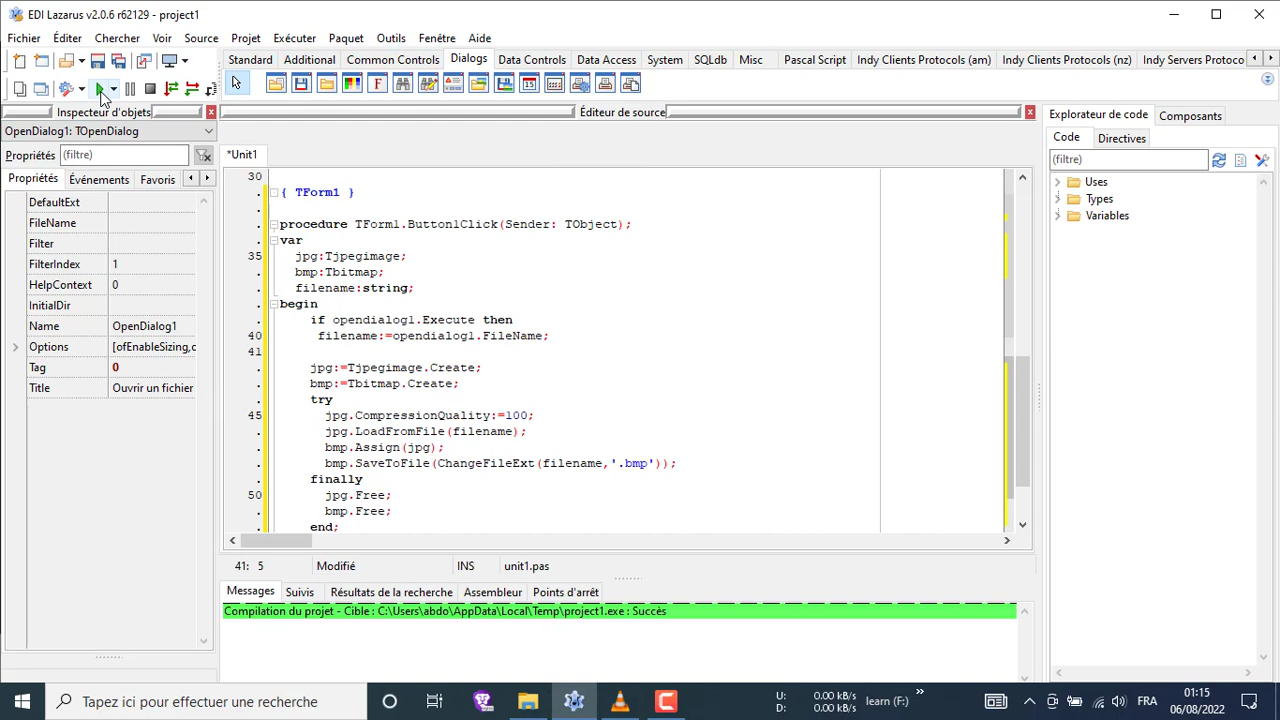 EDI Lazarus v2.0.6 r62129 - project1
Fichier Éditer Chercher Voir Source Projet Exécuter Paquet Outils Fenêtre Aide
Standard Additional Common Controls Dialogs Data Controls Data Access System SQLdb Misc Pascal Script Indy Clients Protocols (am) Indy Clients Protocols (nz) Indy Servers Protoco
Inspecteur d'objets
Éditeur de source
Explorateur de code Composants
OpenDialog1: TOpenDialog
Propriétés (filtre)
Propriétés Événements Favoris
DefaultExt
FileName
Filter
FilterIndex 1
HelpContext 0
InitialDir
Name OpenDialog1
Options [ofEnableSizing,c
Tag 0
Title Ouvrir un fichier
*Unit1
30
. { TForm1 }
.
. procedure TForm1.Button1Click(Sender: TObject);
. var
35 jpg:Tjpegimage;
. bmp:Tbitmap;
. filename:string;
. begin
. if opendialog1.Execute then
40 filename:=opendialog1.FileName;
41
. jpg:=Tjpegimage.Create;
. bmp:=Tbitmap.Create;
. try
45 jpg.CompressionQuality:=100;
. jpg.LoadFromFile(filename);
. bmp.Assign(jpg);
. bmp.SaveToFile(ChangeFileExt(filename,'.bmp'));
. finally
50 jpg.Free;
. bmp.Free;
. end;
41: 5 Modifié INS unit1.pas
Messages Suivis Résultats de la recherche Assembleur Points d'arrêt
Compilation du projet - Cible : C:\Users\abdo\AppData\Local\Temp\project1.exe : Succès
Code Directives
(filtre)
Uses
Types
Variables
Tapez ici pour effectuer une recherche
U: 0.00 kB/s
D: 0.00 kB/s
learn (F:)
FRA
01:15
06/08/2022